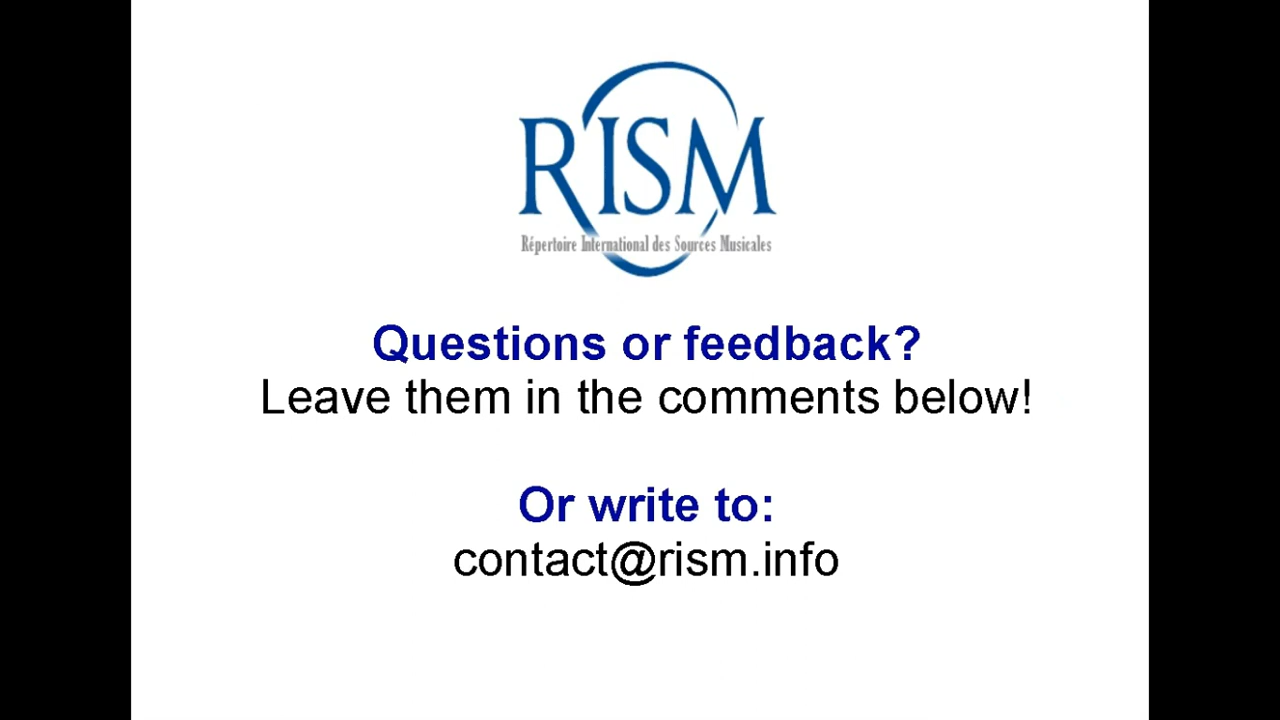 RISM
Répertoire International des Sources Musicales
Questions or feedback?
Leave them in the comments below!
Or write to:
contact@rism.info